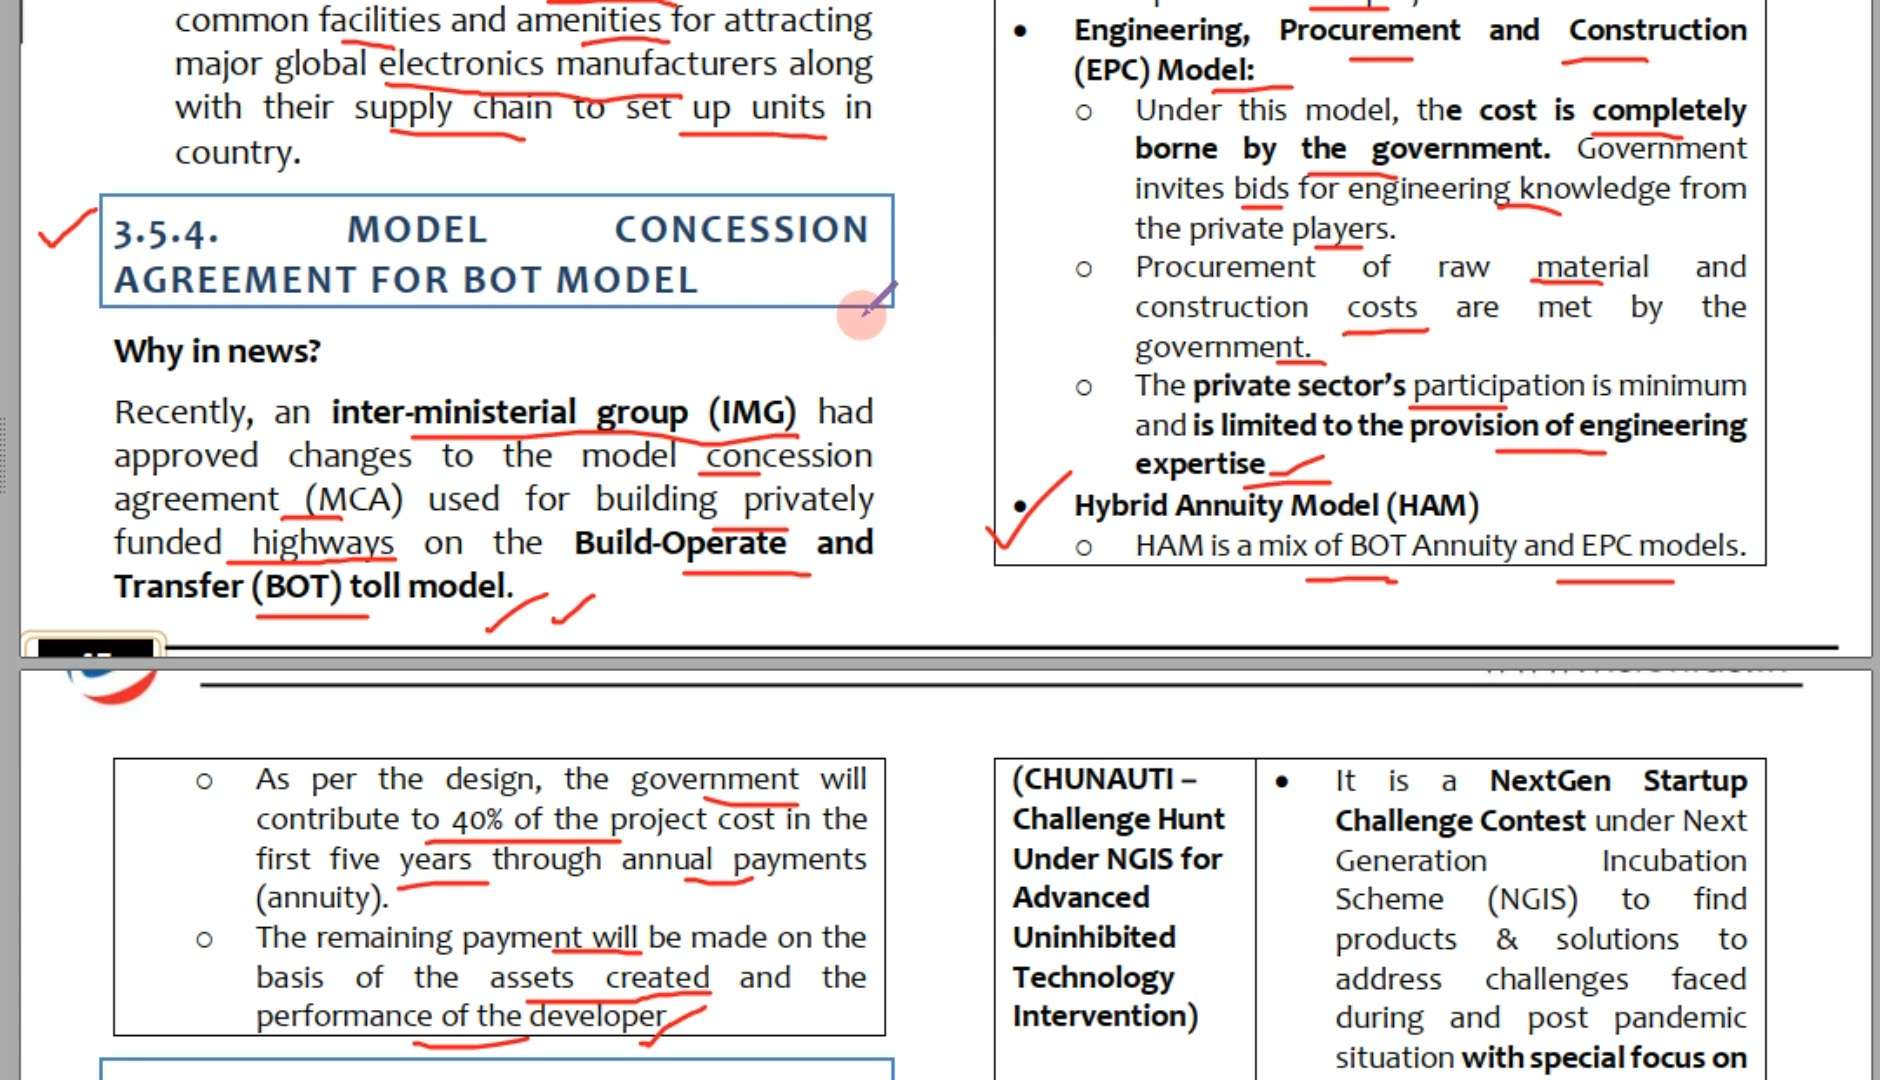 common facilities and amenities for attracting
major global electronics manufacturers along
with their supply chain to set up units in
country.
3.5.4. MODEL CONCESSION
AGREEMENT FOR BOT MODEL
Why in news?
Recently, an inter-ministerial group (IMG) had
approved changes to the model concession
agreement (MCA) used for building privately
funded highways on the Build-Operate and
Transfer (BOT) toll model.
• Engineering, Procurement and Construction
(EPC) Model:
o Under this model, the cost is completely
borne by the government. Government
invites bids for engineering knowledge from
the private players.
o Procurement of raw material and
construction costs are met by the
government.
o The private sector's participation is minimum
and is limited to the provision of engineering
expertise
• Hybrid Annuity Model (HAM)
o HAM is a mix of BOT Annuity and EPC models.
o As per the design, the government will
contribute to 40% of the project cost in the
first five years through annual payments
(annuity).
o The remaining payment will be made on the
basis of the assets created and the
performance of the developer
(CHUNAUTI –
Challenge Hunt
Under NGIS for
Advanced
Uninhibited
Technology
Intervention)
• It is a NextGen Startup
Challenge Contest under Next
Generation Incubation
Scheme (NGIS) to find
products & solutions to
address challenges faced
during and post pandemic
situation with special focus on